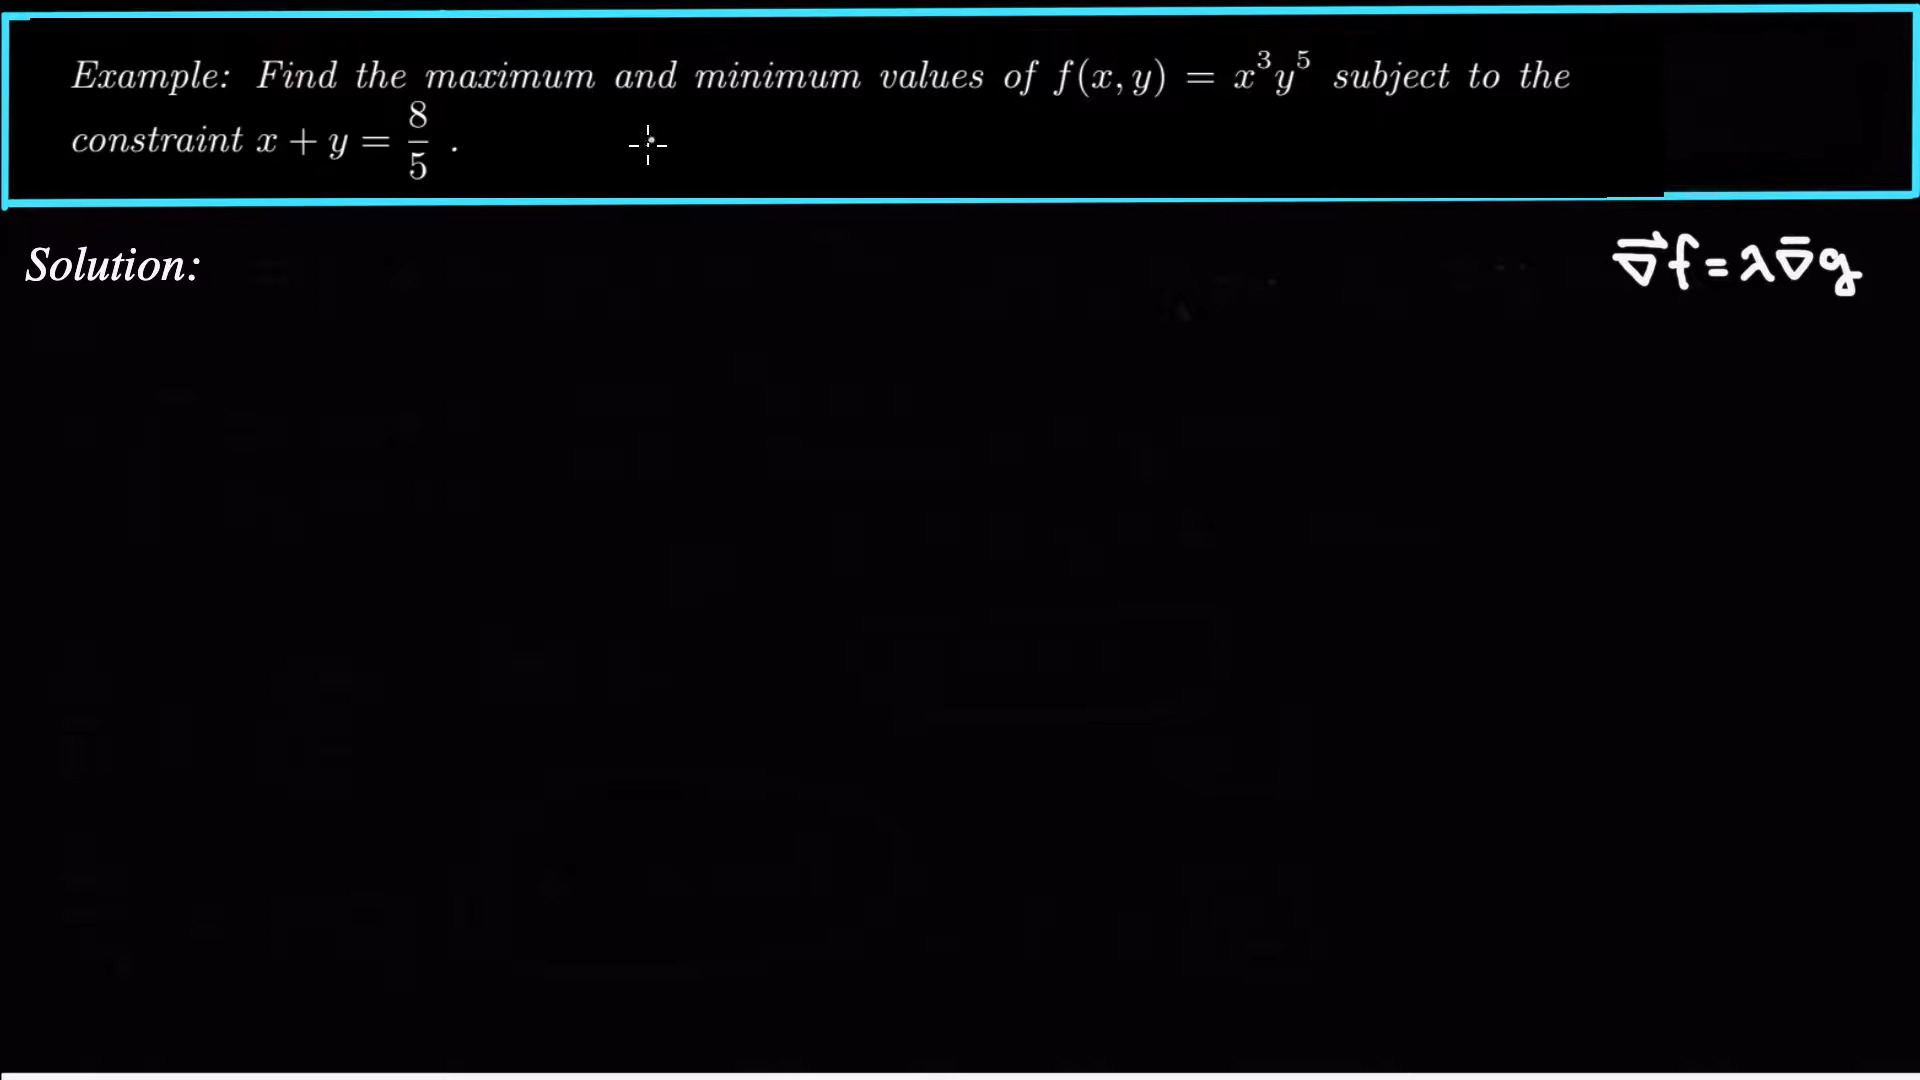 Example: Find the maximum and minimum values of f(x, y) = x³y⁵ subject to the
constraint x + y = 8/5 .
Solution:
∇⃗f = λ∇̄g